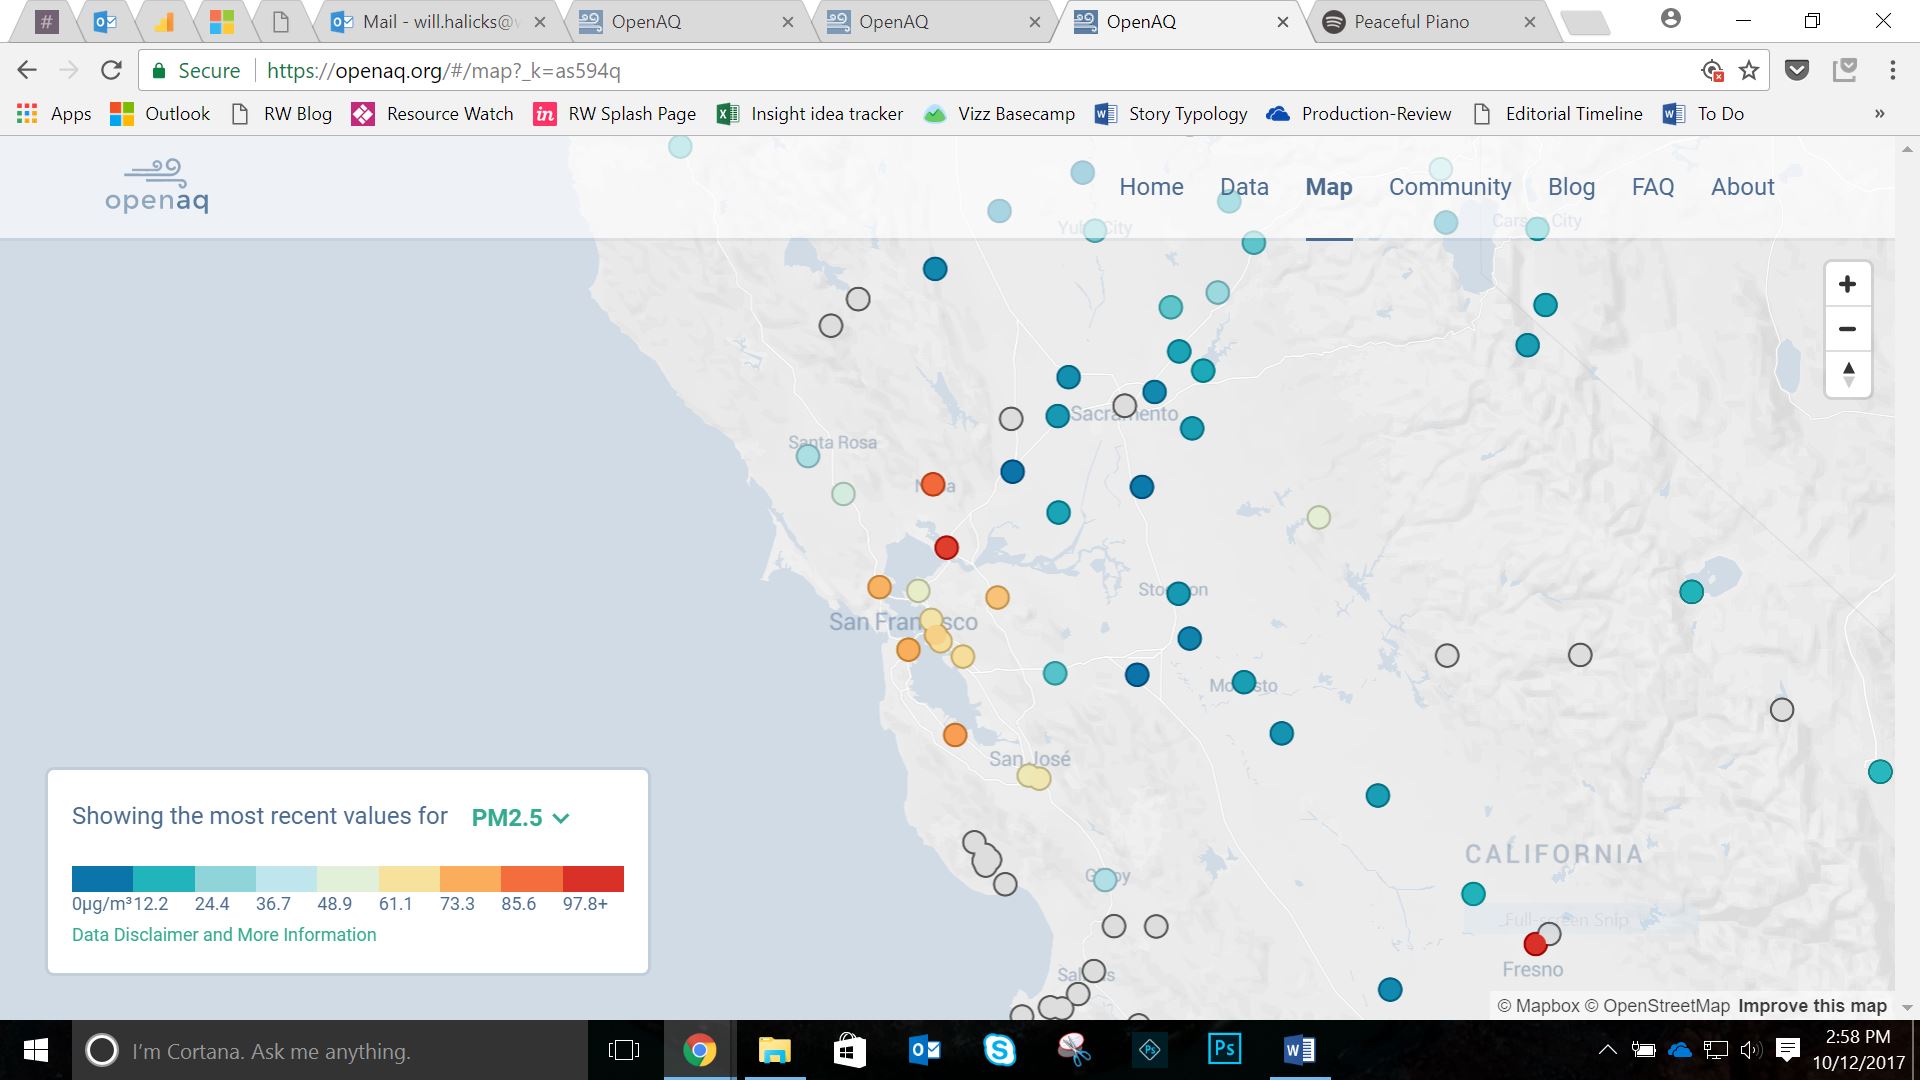 # Mail - will.halicks@ OpenAQ OpenAQ OpenAQ Peaceful Piano
Secure https://openaq.org/#/map?_k=as594q
Apps Outlook RW Blog Resource Watch in RW Splash Page Insight idea tracker Vizz Basecamp Story Typology Production-Review Editorial Timeline To Do »
openaq
Home Data Map Community Blog FAQ About
Yuba City
Carson City
Sacramento
Santa Rosa
Napa
Stockton
San Francisco
Modesto
San José
Showing the most recent values for PM2.5
0µg/m³ 12.2 24.4 36.7 48.9 61.1 73.3 85.6 97.8+
Data Disclaimer and More Information
CALIFORNIA
Gilroy
Full-screen Snip
Salinas
Fresno
© Mapbox © OpenStreetMap Improve this map
I'm Cortana. Ask me anything.
Ps
2:58 PM
10/12/2017